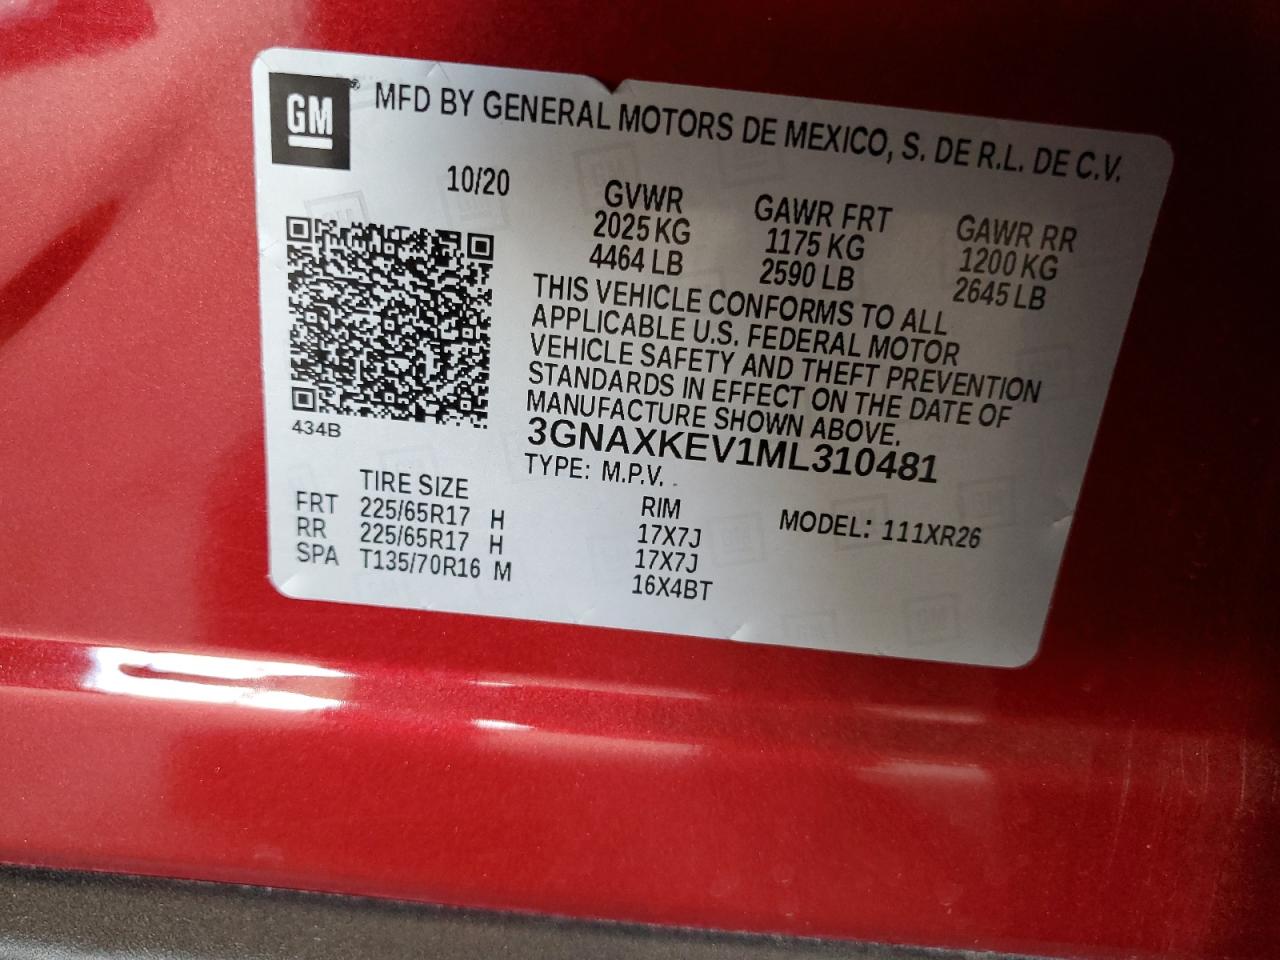 GM ® MFD BY GENERAL MOTORS DE MEXICO, S. DE R.L. DE C.V.
10/20
GVWR GAWR FRT GAWR RR
2025 KG 1175 KG 1200 KG
4464 LB 2590 LB 2645 LB
THIS VEHICLE CONFORMS TO ALL
APPLICABLE U.S. FEDERAL MOTOR
VEHICLE SAFETY AND THEFT PREVENTION
STANDARDS IN EFFECT ON THE DATE OF
MANUFACTURE SHOWN ABOVE.
434B
3GNAXKEV1ML310481
TYPE: M.P.V.
TIRE SIZE RIM MODEL: 111XR26
FRT 225/65R17 H 17X7J
RR 225/65R17 H 17X7J
SPA T135/70R16 M 16X4BT